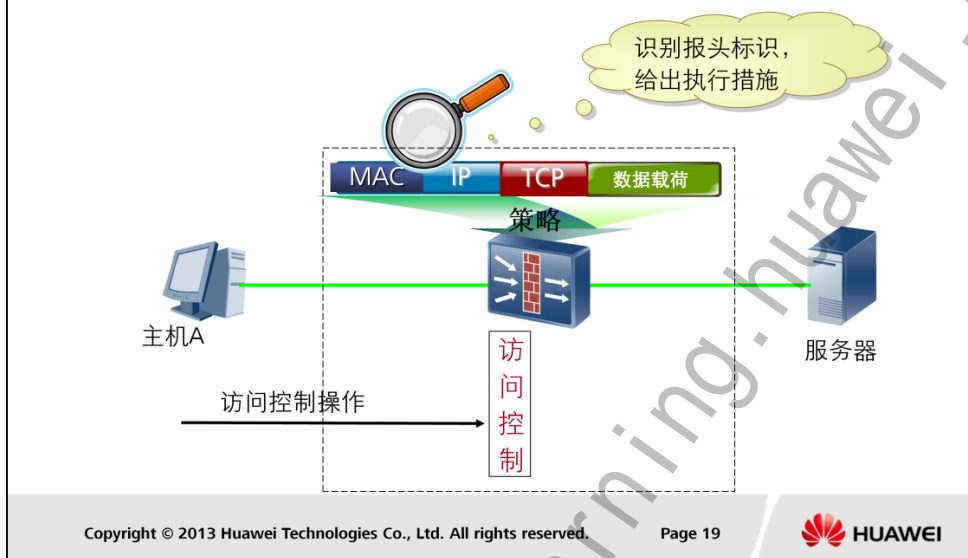 识别报头标识，
给出执行措施
MAC IP TCP 数据载荷
策略
主机A
服务器
访问控制操作
访
问
控
制
Copyright © 2013 Huawei Technologies Co., Ltd. All rights reserved. Page 19 HUAWEI
rning.huawei.